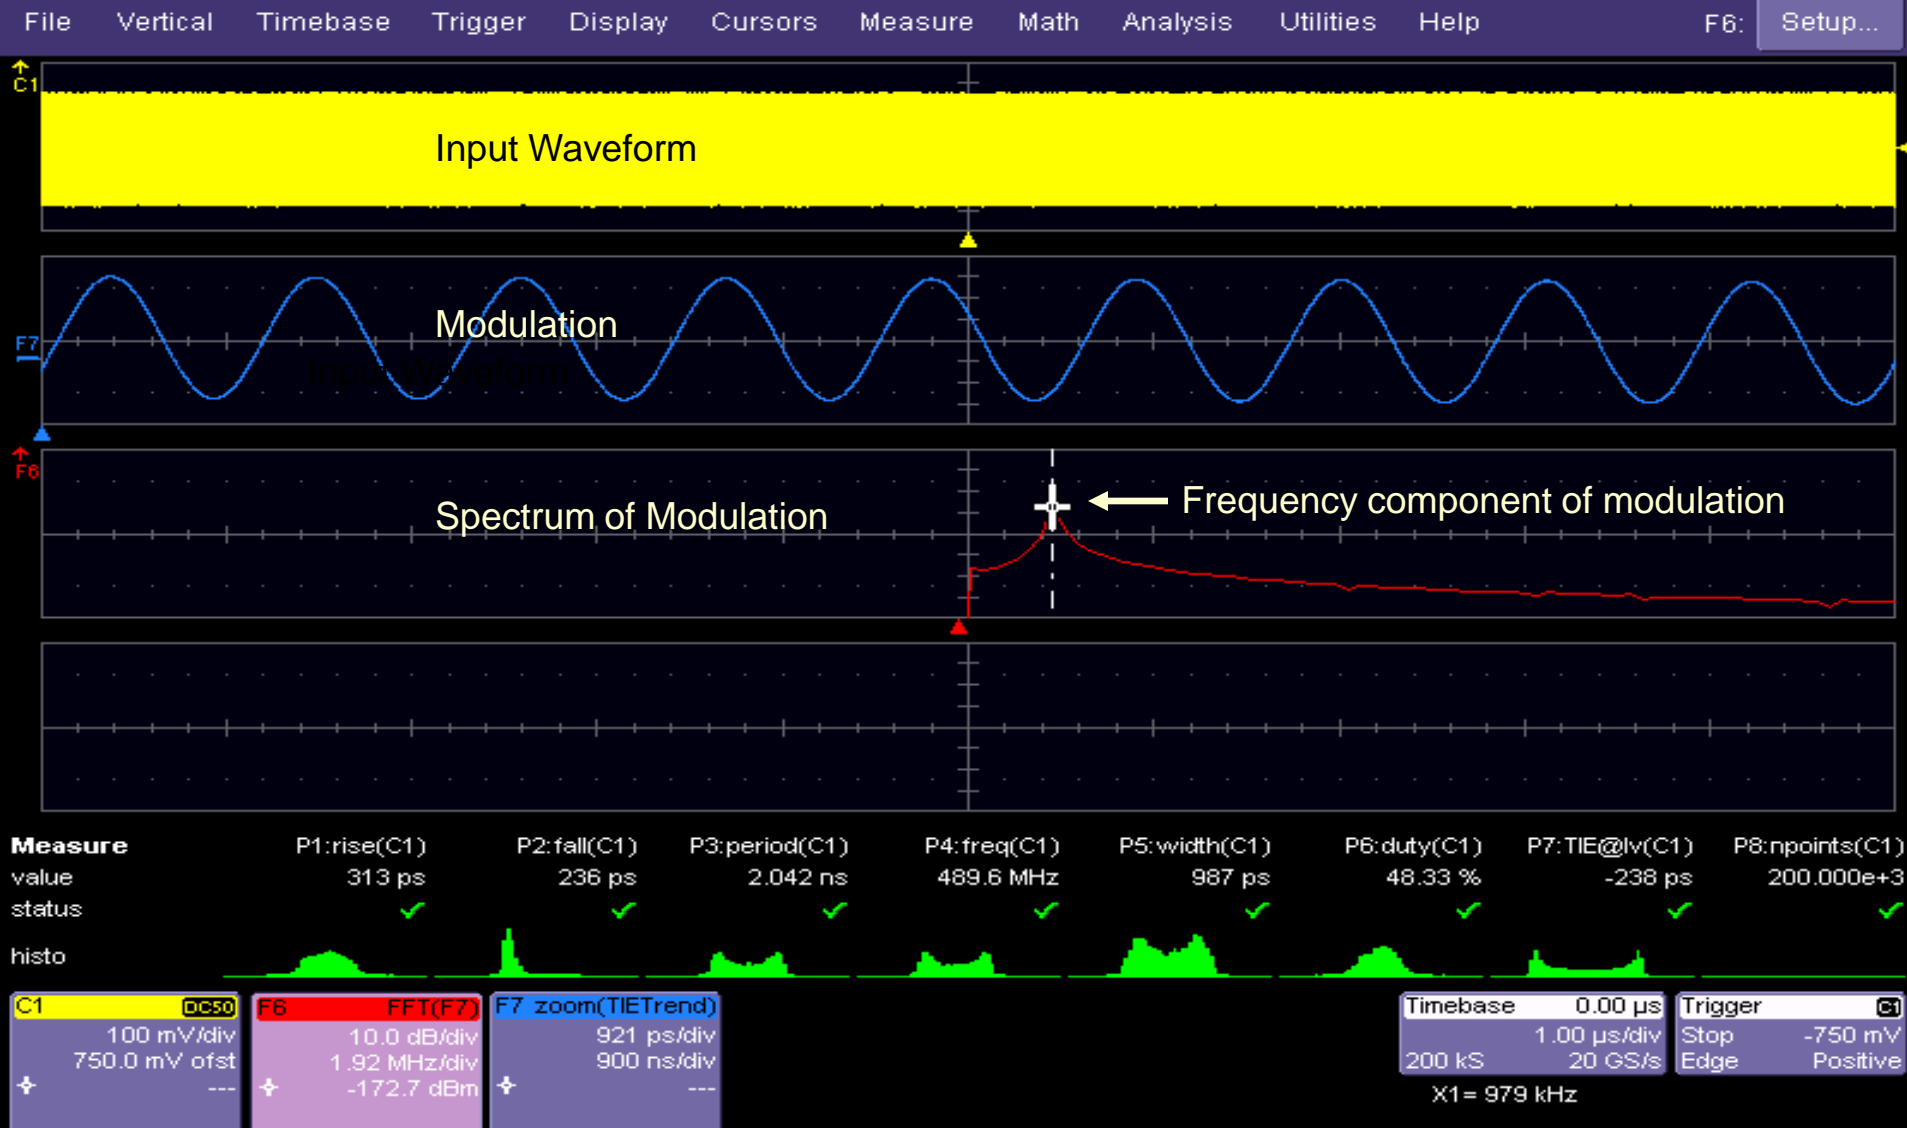 File Vertical Timebase Trigger Display Cursors Measure Math Analysis Utilities Help F6: Setup...
C1
Input Waveform
Modulation
F7
Input Waveform
F6
Frequency component of modulation
Spectrum of Modulation
Measure P1:rise(C1) P2:fall(C1) P3:period(C1) P4:freq(C1) P5:width(C1) P6:duty(C1) P7:TIE@lv(C1) P8:npoints(C1)
value 313 ps 236 ps 2.042 ns 489.6 MHz 987 ps 48.33 % -238 ps 200.000e+3
status
histo
C1 DC50 F6 FFT(F7) F7 zoom(TIETrend) Timebase 0.00 µs Trigger C1
100 mV/div 10.0 dB/div 921 ps/div 1.00 µs/div Stop -750 mV
750.0 mV ofst 1.92 MHz/div 900 ns/div 200 kS 20 GS/s Edge Positive
--- -172.7 dBm ---
X1= 979 kHz